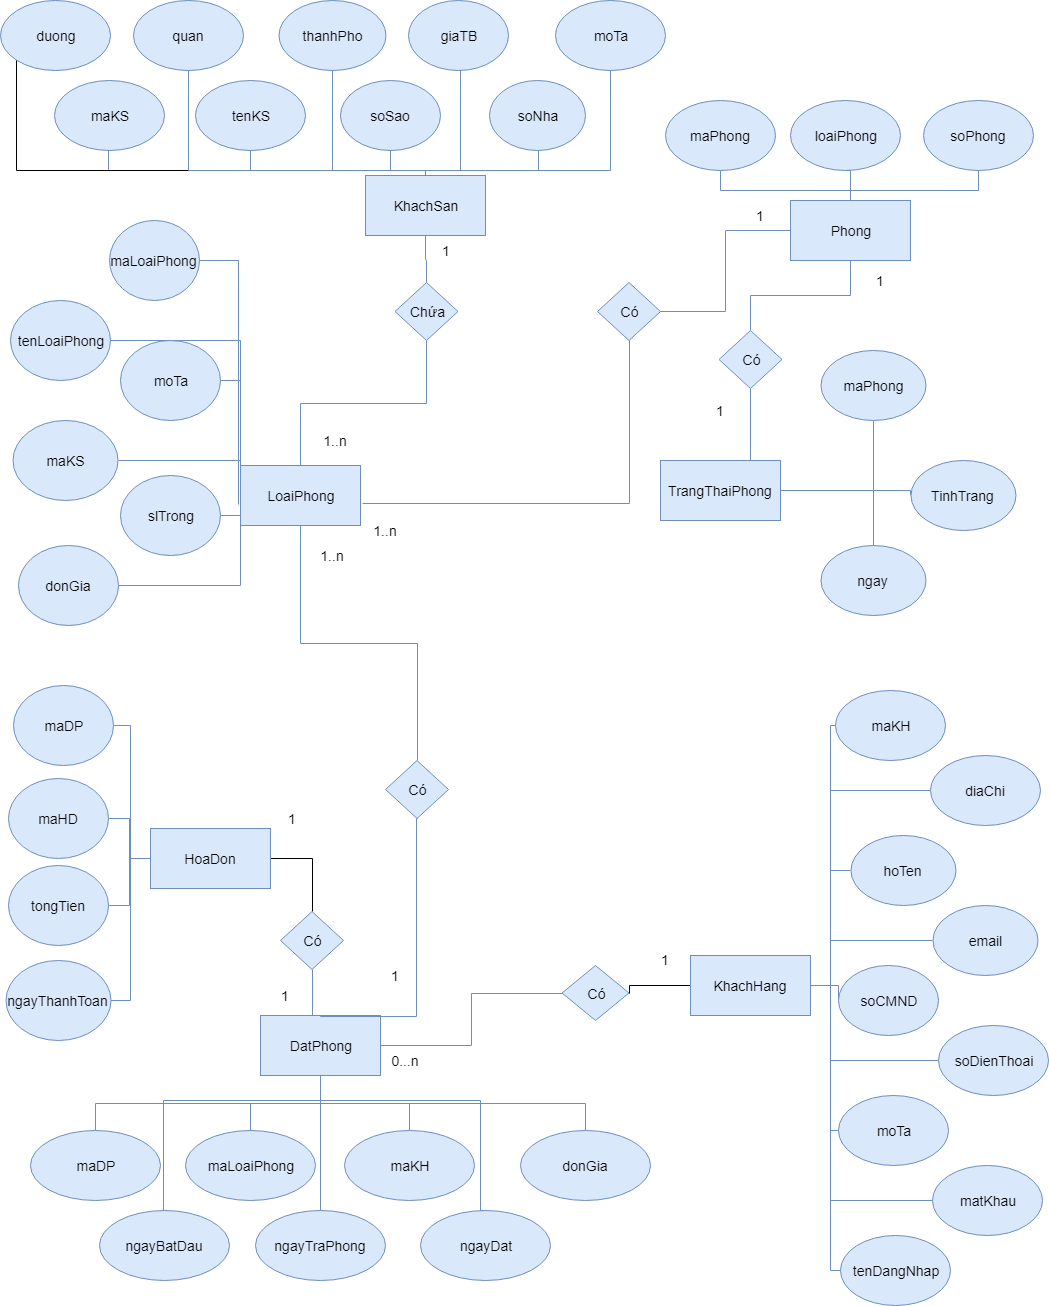 duong
quan
thanhPho
giaTB
moTa
maKS
tenKS
soSao
soNha
maPhong
loaiPhong
soPhong
KhachSan
1
Phong
1
1
maLoaiPhong
Chứa
Có
tenLoaiPhong
moTa
Có
maPhong
1
1..n
maKS
LoaiPhong
TrangThaiPhong
TinhTrang
slTrong
1..n
1..n
donGia
ngay
maDP
maKH
diaChi
Có
maHD
1
HoaDon
hoTen
tongTien
Có
email
1
1
KhachHang
ngayThanhToan
1
Có
soCMND
DatPhong
0...n
soDienThoai
moTa
maDP
maLoaiPhong
maKH
donGia
matKhau
ngayBatDau
ngayTraPhong
ngayDat
tenDangNhap